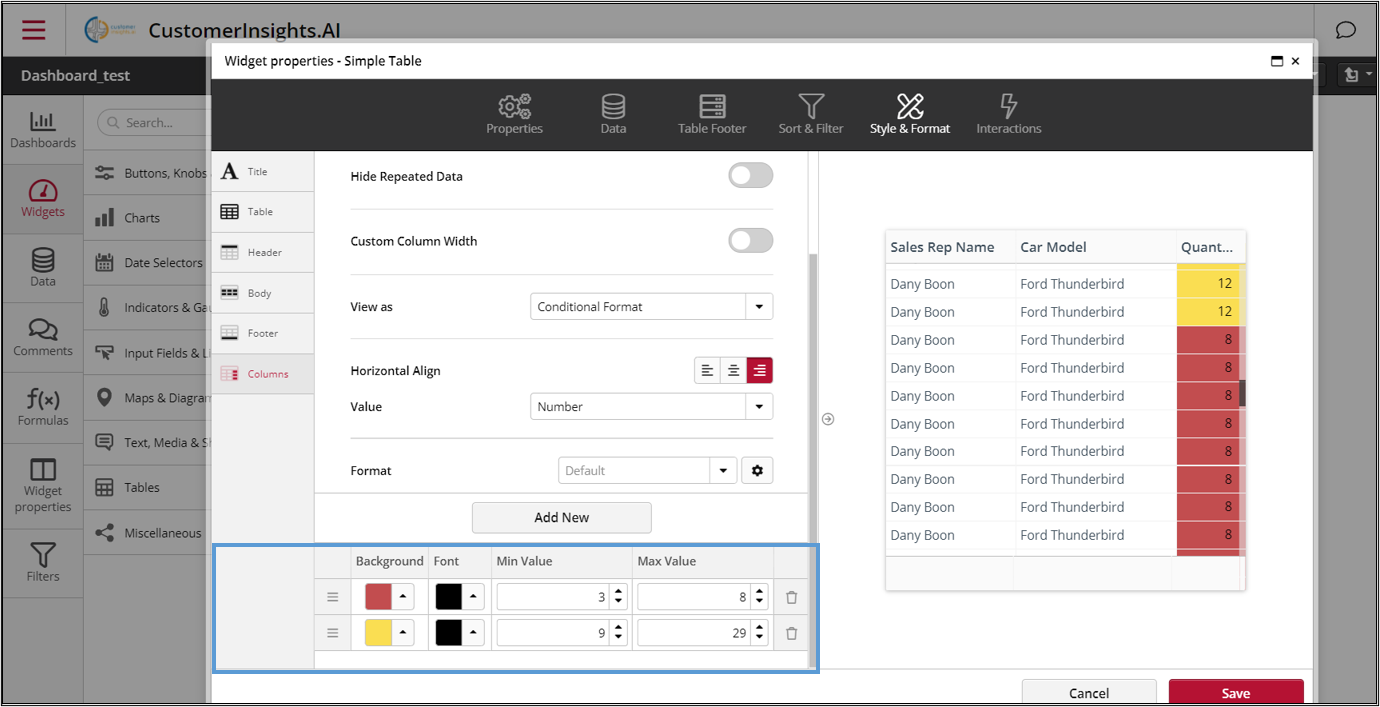 customer
insights.ai
CustomerInsights.AI
Dashboard_test
Widget properties - Simple Table
Properties
Data
Table Footer
Sort & Filter
Style & Format
Interactions
Dashboards
Widgets
Data
Comments
f(x)
Formulas
Widget
properties
Filters
Search...
Buttons, Knobs
Charts
Date Selectors
Indicators & Ga
Input Fields & L
Maps & Diagra
Text, Media & S
Tables
Miscellaneous
A Title
Table
Header
Body
Footer
Columns
Hide Repeated Data
Custom Column Width
View as Conditional Format
Horizontal Align
Value Number
Format Default
Add New
Background Font Min Value Max Value
3 8
9 29
Sales Rep Name Car Model Quant...
Dany Boon Ford Thunderbird 12
Dany Boon Ford Thunderbird 12
Dany Boon Ford Thunderbird 8
Dany Boon Ford Thunderbird 8
Dany Boon Ford Thunderbird 8
Dany Boon Ford Thunderbird 8
Dany Boon Ford Thunderbird 8
Dany Boon Ford Thunderbird 8
Dany Boon Ford Thunderbird 8
Dany Boon Ford Thunderbird 8
Cancel
Save